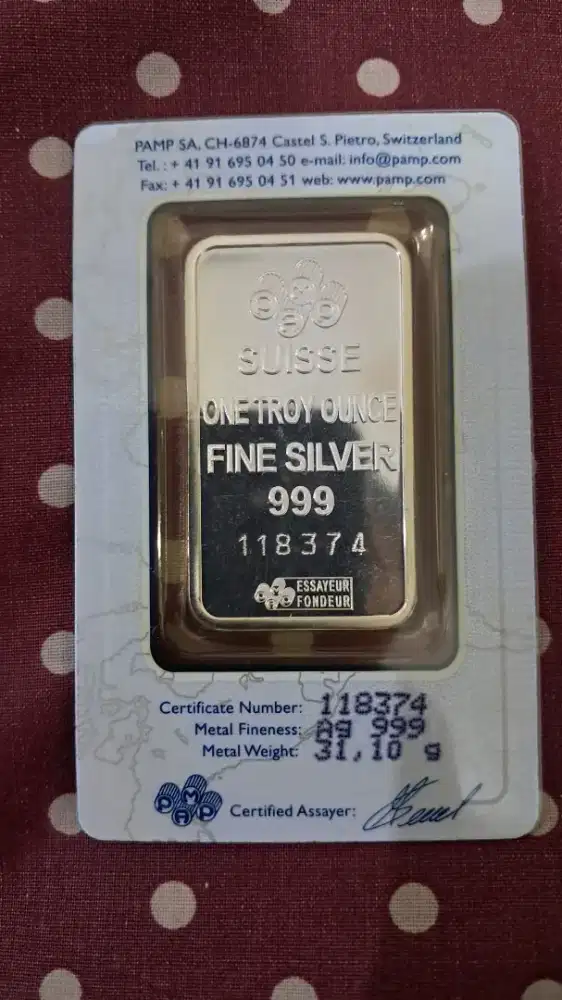 PAMP SA, CH-6874 Castel S. Pietro, Switzerland
Tel. : + 41 91 695 04 50 e-mail: info@pamp.com
Fax: + 41 91 695 04 51 web: www.pamp.com
PAMP
SUISSE
ONE TROY OUNCE
FINE SILVER
999
118374
PAMP ESSAYEUR
FONDEUR
Certificate Number: 118374
Metal Fineness: Ag 999
Metal Weight: 31,10 g
PAMP Certified Assayer: